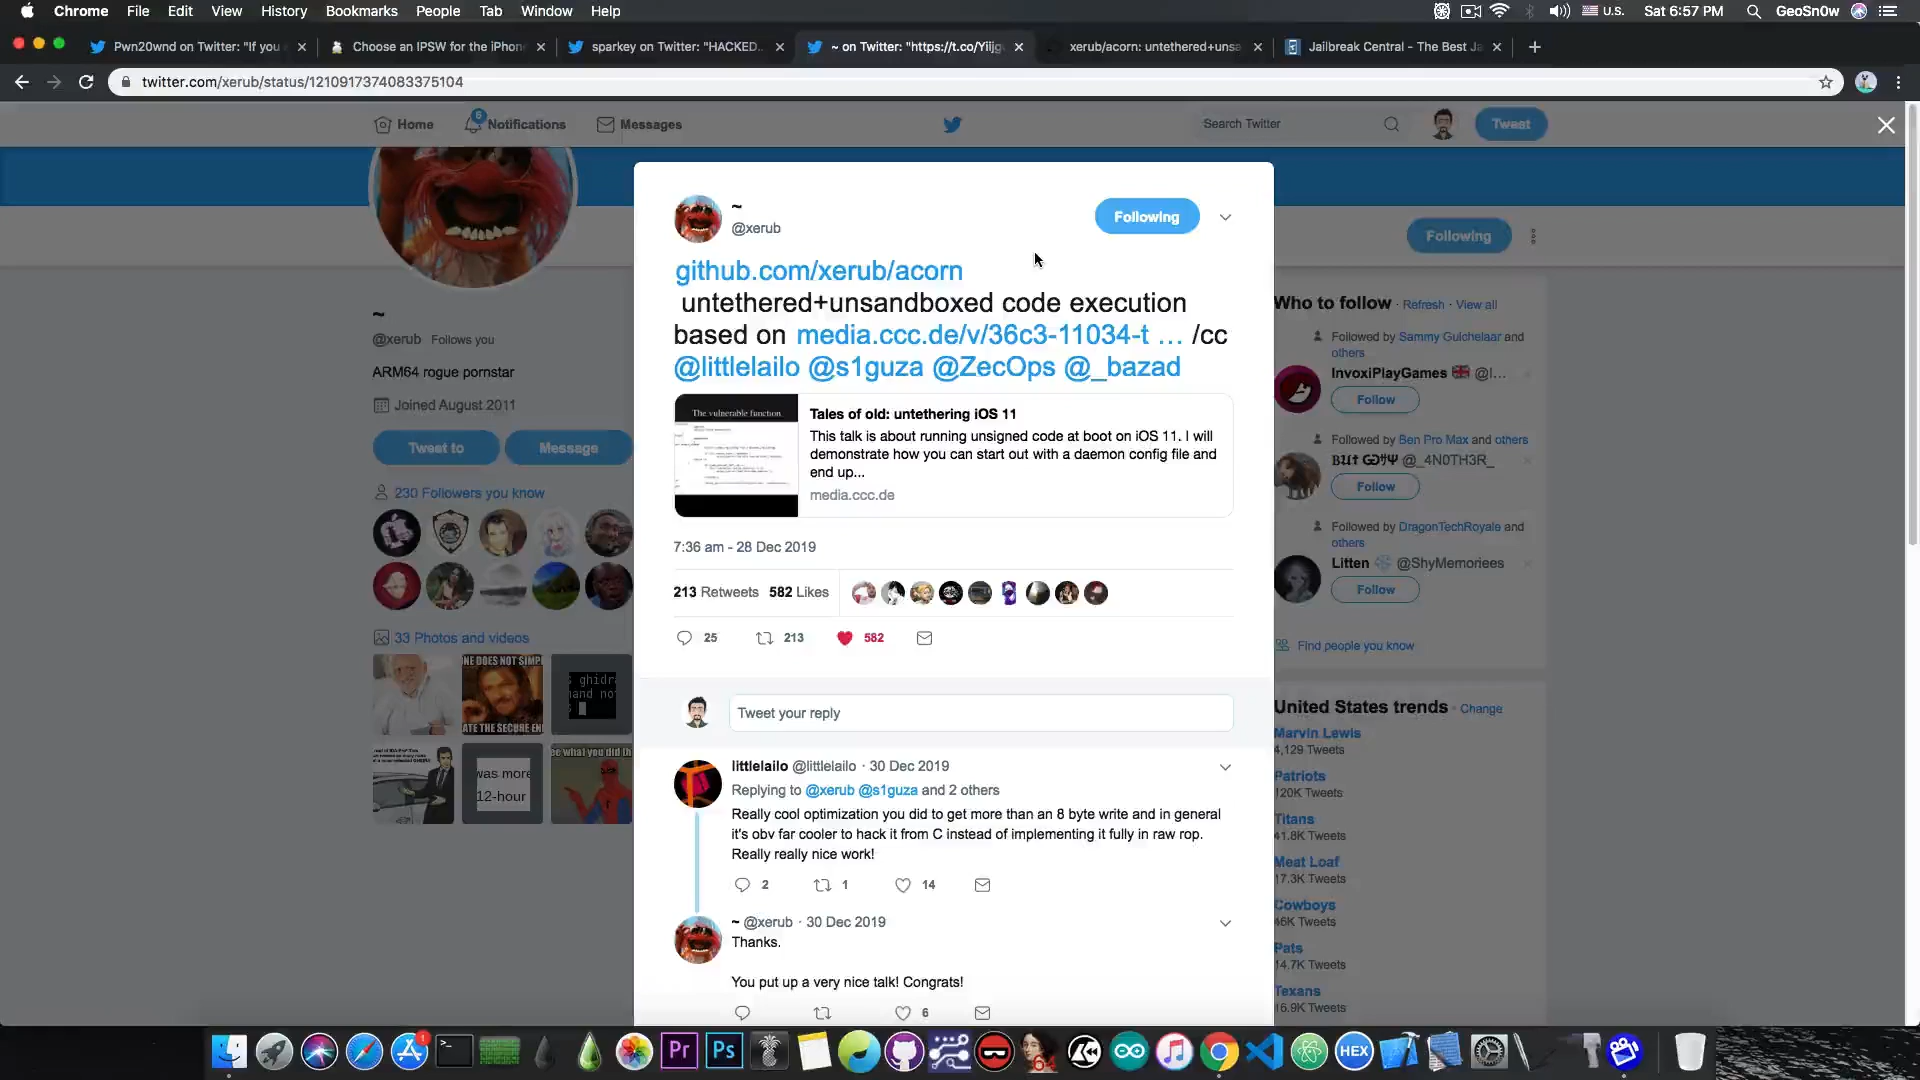 Chrome File Edit View History Bookmarks People Tab Window Help U.S. Sat 6:57 PM GeoSn0w
Pwn20wnd on Twitter: "If you
Choose an IPSW for the iPhon
sparkey on Twitter: "HACKED..
~ on Twitter: "https://t.co/Yiljg
xerub/acorn: untethered+unsa
Jailbreak Central - The Best Ja
twitter.com/xerub/status/1210917374083375104
Home
6
Notifications
Messages
Search Twitter
Tweet
~
@xerub
Following
Following
github.com/xerub/acorn
untethered+unsandboxed code execution
based on media.ccc.de/v/36c3-11034-t … /cc
@littlelailo @s1guza @ZecOps @_bazad
The vulnerable function
Tales of old: untethering iOS 11
This talk is about running unsigned code at boot on iOS 11. I will
demonstrate how you can start out with a daemon config file and
end up...
media.ccc.de
7:36 am - 28 Dec 2019
213 Retweets 582 Likes
25 213 582
Tweet your reply
littlelailo @littlelailo · 30 Dec 2019
Replying to @xerub @s1guza and 2 others
Really cool optimization you did to get more than an 8 byte write and in general
it's obv far cooler to hack it from C instead of implementing it fully in raw rop.
Really really nice work!
2 1 14
~ @xerub · 30 Dec 2019
Thanks.
You put up a very nice talk! Congrats!
6
~
@xerub Follows you
ARM64 rogue pornstar
Joined August 2011
Tweet to
Message
230 Followers you know
33 Photos and videos
NE DOES NOT SIMPL
ATE THE SECURE EN
ghidr
and no
was more
12-hour
ee what you did th
Who to follow · Refresh · View all
Followed by Sammy Guichelaar and
others
InvoxiPlayGames @I...
Follow
Followed by Ben Pro Max and others
@_4N0TH3R_
Follow
Followed by DragonTechRoyale and
others
Litten @ShyMemoriees
Follow
Find people you know
United States trends · Change
Marvin Lewis
4,129 Tweets
Patriots
120K Tweets
Titans
41.8K Tweets
Meat Loaf
17.3K Tweets
Cowboys
46K Tweets
Pats
14.7K Tweets
Texans
16.9K Tweets
1
Pr
Ps
64
HEX